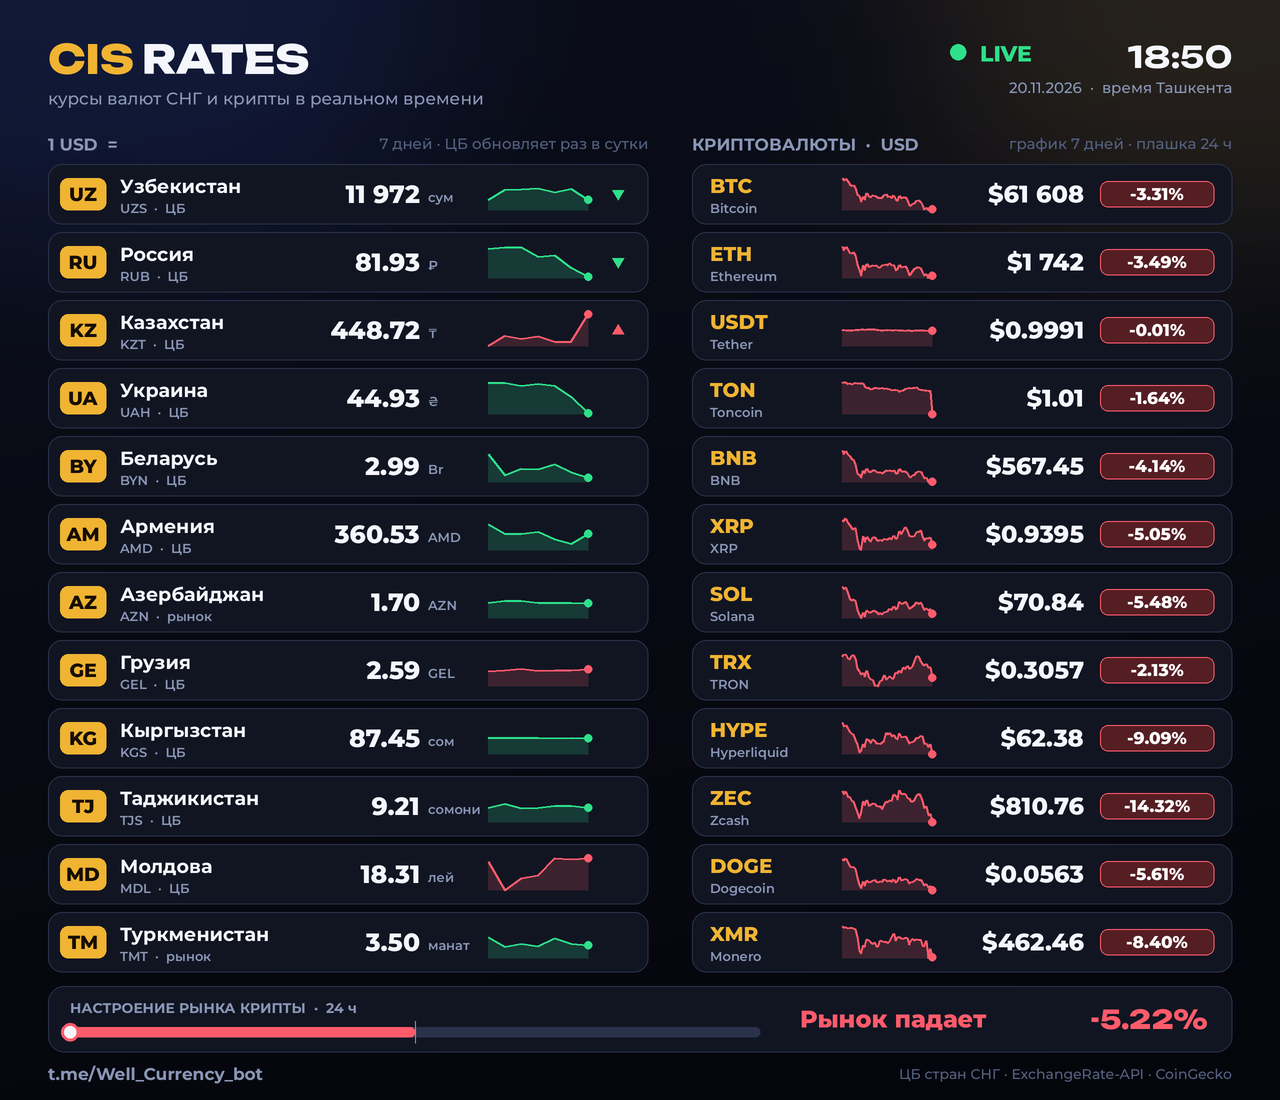 CIS RATES
курсы валют СНГ и крипты в реальном времени
LIVE 18:50
20.11.2026 · время Ташкента
1 USD =
7 дней · ЦБ обновляет раз в сутки
UZ Узбекистан 11 972 сум
UZS · ЦБ
RU Россия 81.93 ₽
RUB · ЦБ
KZ Казахстан 448.72 ₸
KZT · ЦБ
UA Украина 44.93 ₴
UAH · ЦБ
BY Беларусь 2.99 Br
BYN · ЦБ
AM Армения 360.53 AMD
AMD · ЦБ
AZ Азербайджан 1.70 AZN
AZN · рынок
GE Грузия 2.59 GEL
GEL · ЦБ
KG Кыргызстан 87.45 сом
KGS · ЦБ
TJ Таджикистан 9.21 сомони
TJS · ЦБ
MD Молдова 18.31 лей
MDL · ЦБ
TM Туркменистан 3.50 манат
TMT · рынок
КРИПТОВАЛЮТЫ · USD
график 7 дней · плашка 24 ч
BTC $61 608 -3.31%
Bitcoin
ETH $1 742 -3.49%
Ethereum
USDT $0.9991 -0.01%
Tether
TON $1.01 -1.64%
Toncoin
BNB $567.45 -4.14%
BNB
XRP $0.9395 -5.05%
XRP
SOL $70.84 -5.48%
Solana
TRX $0.3057 -2.13%
TRON
HYPE $62.38 -9.09%
Hyperliquid
ZEC $810.76 -14.32%
Zcash
DOGE $0.0563 -5.61%
Dogecoin
XMR $462.46 -8.40%
Monero
НАСТРОЕНИЕ РЫНКА КРИПТЫ · 24 ч
Рынок падает -5.22%
t.me/Well_Currency_bot
ЦБ стран СНГ · ExchangeRate-API · CoinGecko